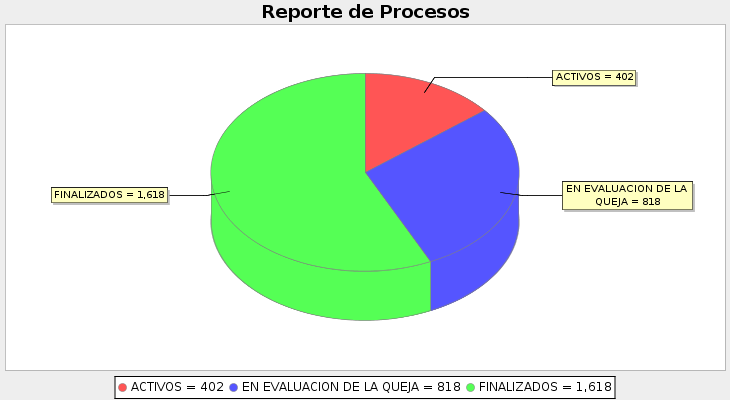 Reporte de Procesos
ACTIVOS = 402
EN EVALUACION DE LA
QUEJA = 818
FINALIZADOS = 1,618
ACTIVOS = 402 EN EVALUACION DE LA QUEJA = 818 FINALIZADOS = 1,618